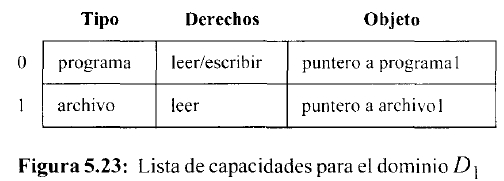 Tipo Derechos Objeto
0 programa leer/escribir puntero a programa1
1 archivo leer puntero a archivo1
Figura 5.23: Lista de capacidades para el dominio D1